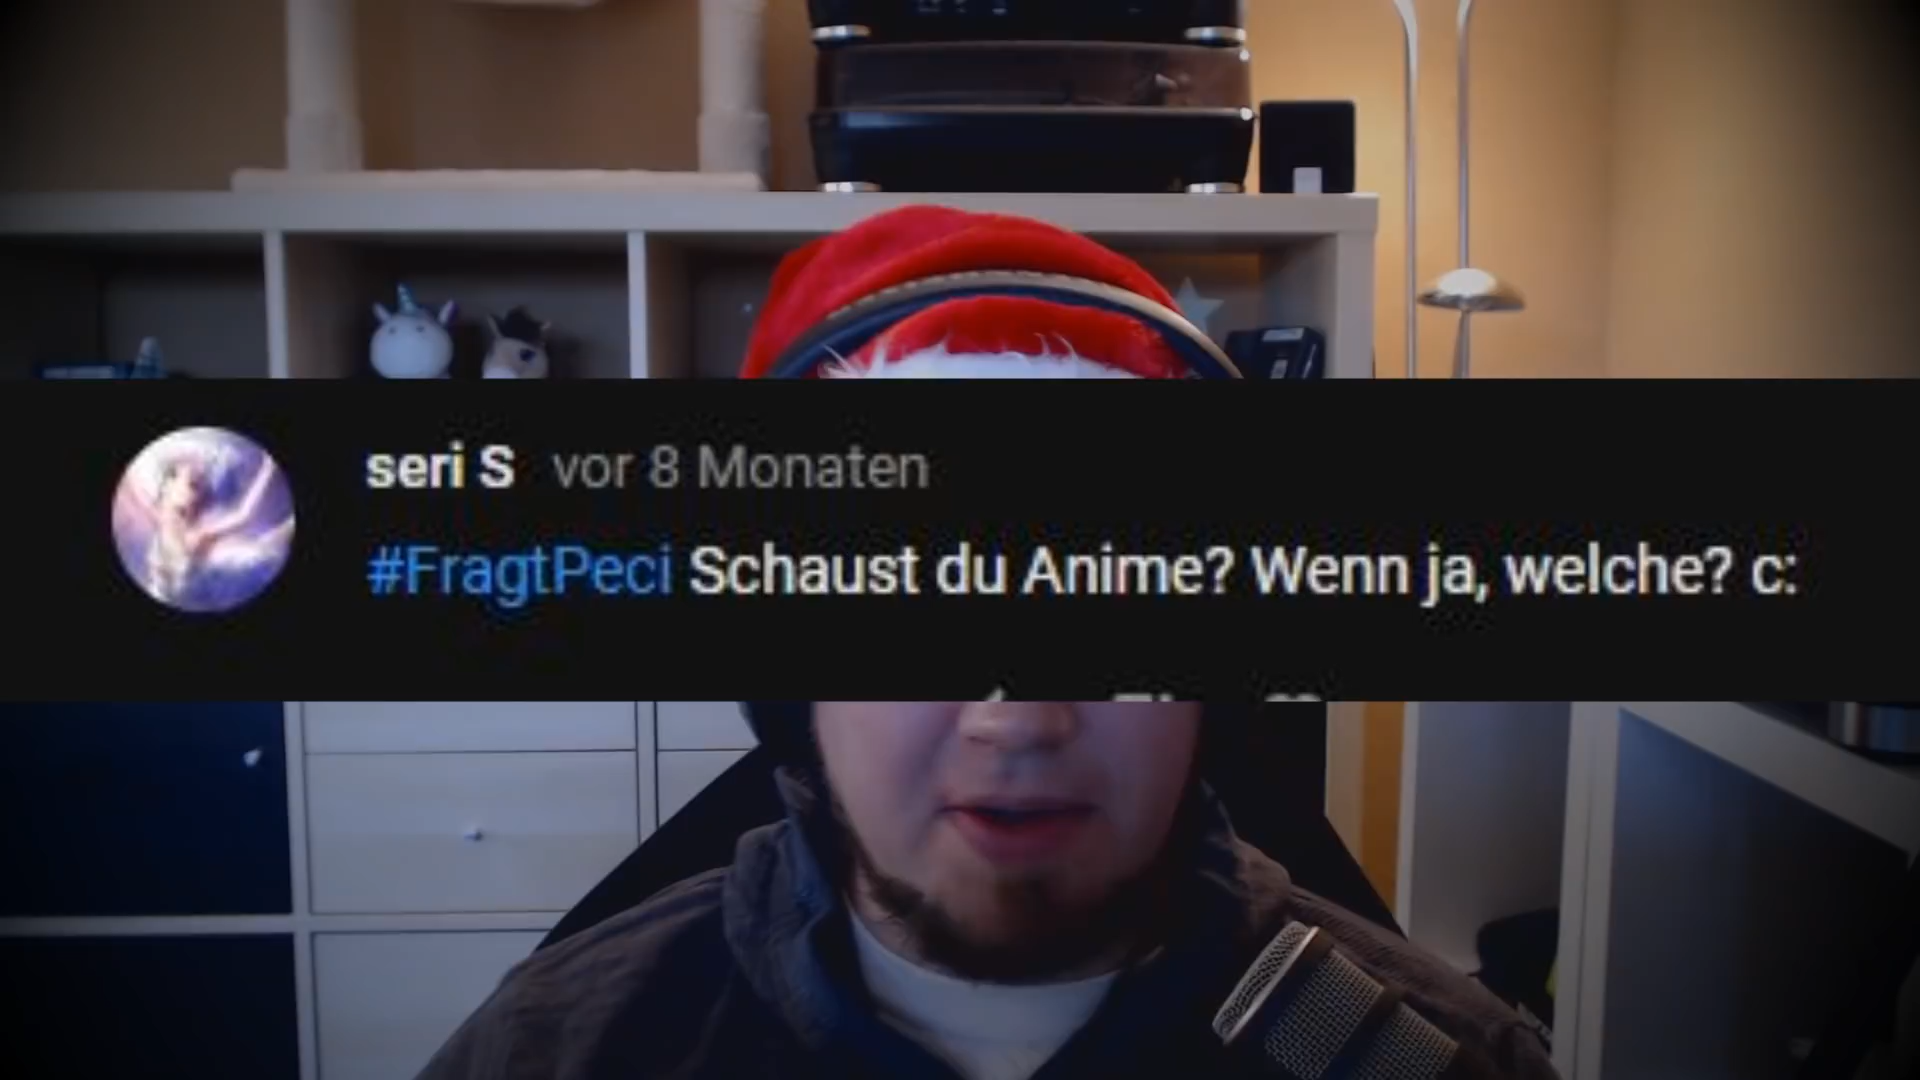 seri S vor 8 Monaten
#FragtPeci Schaust du Anime? Wenn ja, welche? c: